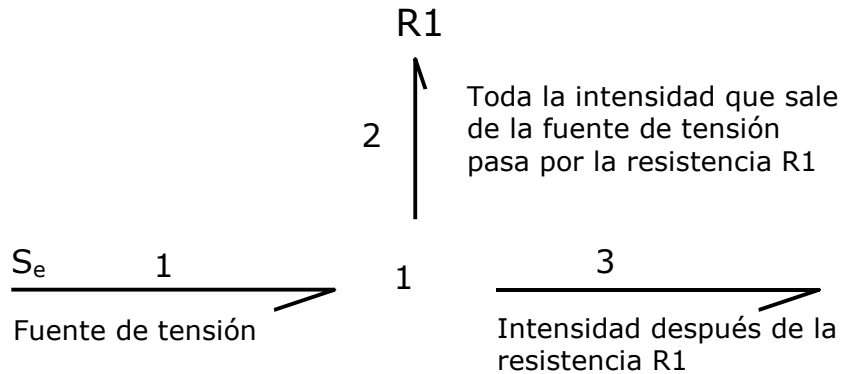 R1
2
Toda la intensidad que sale
de la fuente de tensión
pasa por la resistencia R1
Se 1
1
3
Fuente de tensión
Intensidad después de la
resistencia R1